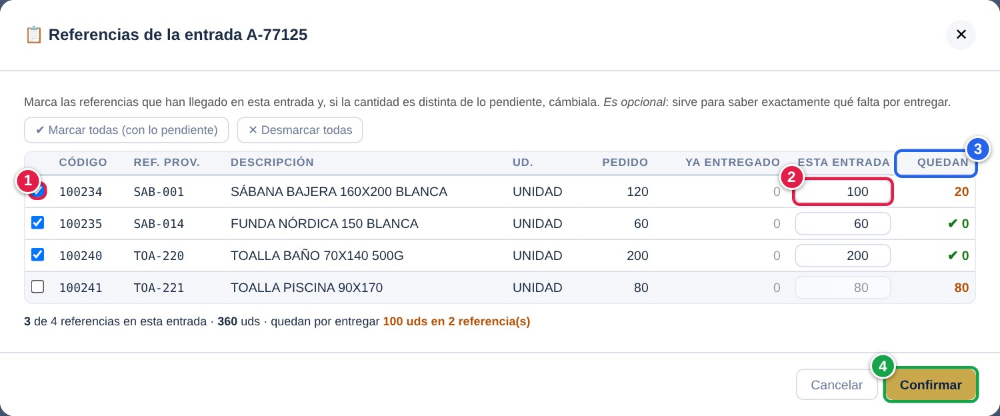 📋 Referencias de la entrada A-77125 ✕
Marca las referencias que han llegado en esta entrada y, si la cantidad es distinta de lo pendiente, cámbiala. Es opcional: sirve para saber exactamente qué falta por entregar.
✔ Marcar todas (con lo pendiente) ✕ Desmarcar todas
CÓDIGO REF. PROV. DESCRIPCIÓN UD. PEDIDO YA ENTREGADO ESTA ENTRADA QUEDAN 3
1 100234 SAB-001 SÁBANA BAJERA 160X200 BLANCA UNIDAD 120 0 2 100 20
100235 SAB-014 FUNDA NÓRDICA 150 BLANCA UNIDAD 60 0 60 ✔ 0
100240 TOA-220 TOALLA BAÑO 70X140 500G UNIDAD 200 0 200 ✔ 0
100241 TOA-221 TOALLA PISCINA 90X170 UNIDAD 80 0 80 80
3 de 4 referencias en esta entrada · 360 uds · quedan por entregar 100 uds en 2 referencia(s)
Cancelar 4 Confirmar